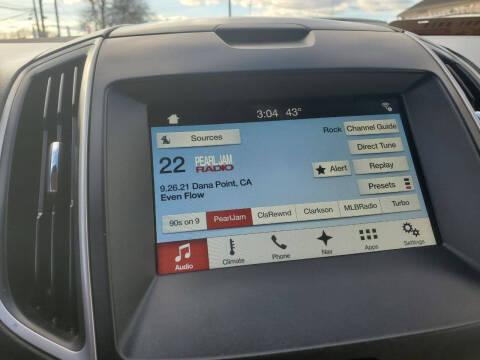 3:04 43°
Sources
Rock
Channel Guide
Direct Tune
22 PEARL JAM RADIO
Alert
Replay
9.26.21 Dana Point, CA
Even Flow
Presets
90s on 9 PearlJam ClsRewnd Clarkson MLBRadio Turbo
Audio Climate Phone Nav Apps Settings